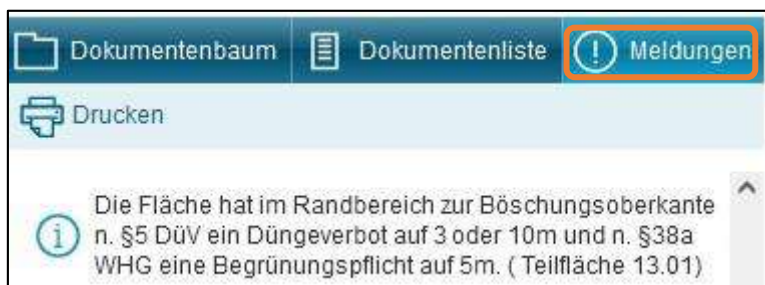 Dokumentenbaum Dokumentenliste Meldungen
Drucken
Die Fläche hat im Randbereich zur Böschungsoberkante
n. §5 DüV ein Düngeverbot auf 3 oder 10m und n. §38a
WHG eine Begrünungspflicht auf 5m. ( Teilfläche 13.01)